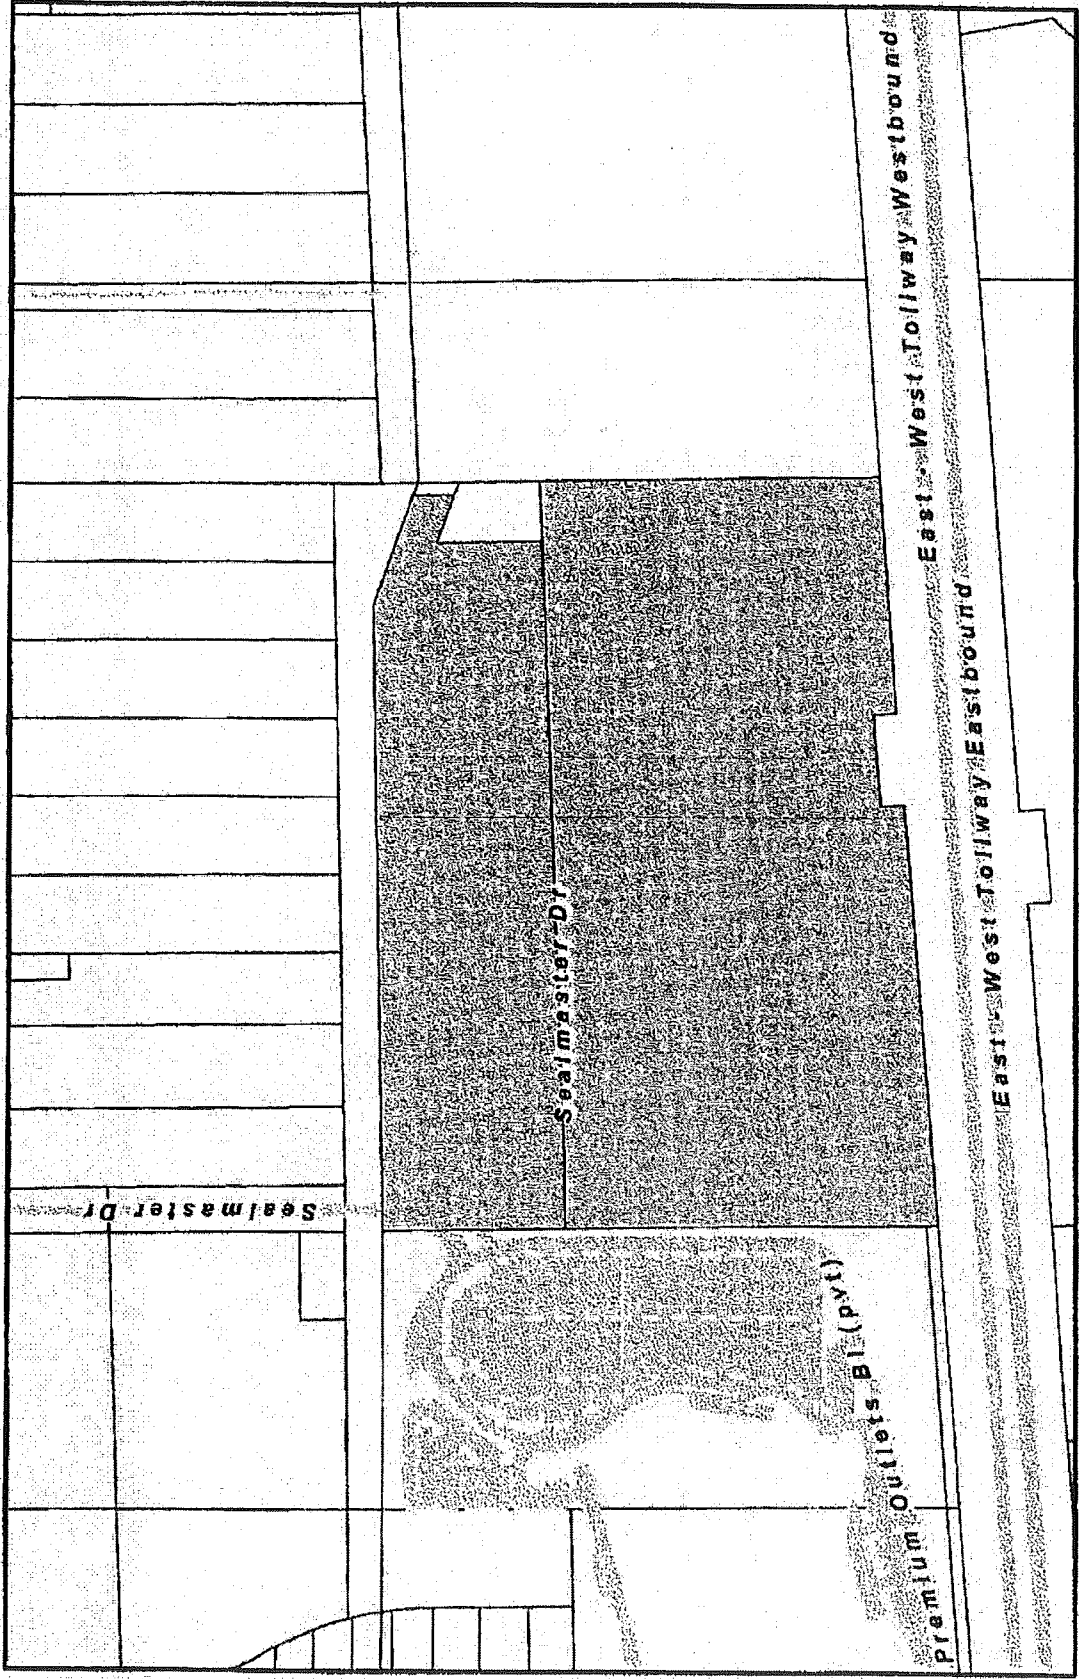 East - West Tollway Westbound
East - West Tollway Eastbound
Sealmaster Dr
Sealmaster Dr
Premium Outlets Bl (pvt)